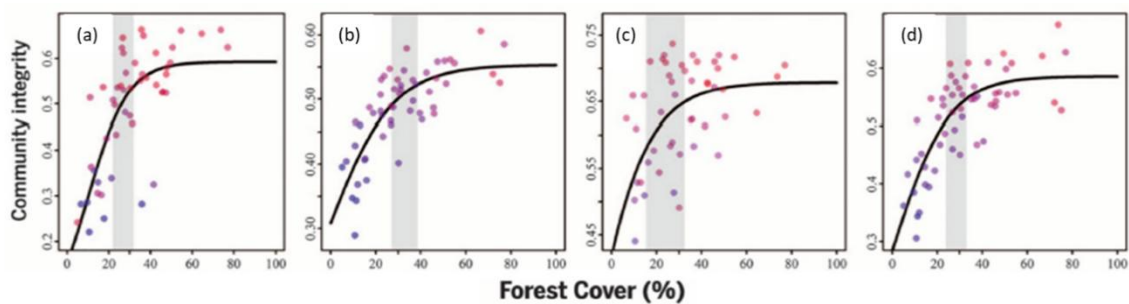 (a)
(b)
(c)
(d)
Community integrity
0.2 0.3 0.4 0.5 0.6
0.30 0.40 0.50 0.60
0.45 0.55 0.65 0.75
0.3 0.4 0.5 0.6
0 20 40 60 80 100
0 20 40 60 80 100
0 20 40 60 80 100
0 20 40 60 80 100
Forest Cover (%)